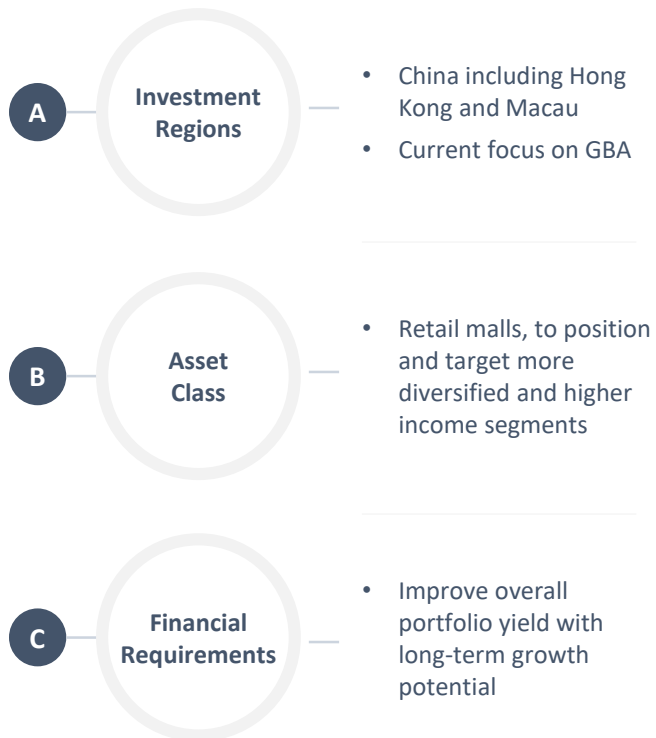 A
Investment
Regions
• China including Hong
Kong and Macau
• Current focus on GBA
B
Asset
Class
• Retail malls, to position
and target more
diversified and higher
income segments
C
Financial
Requirements
• Improve overall
portfolio yield with
long-term growth
potential